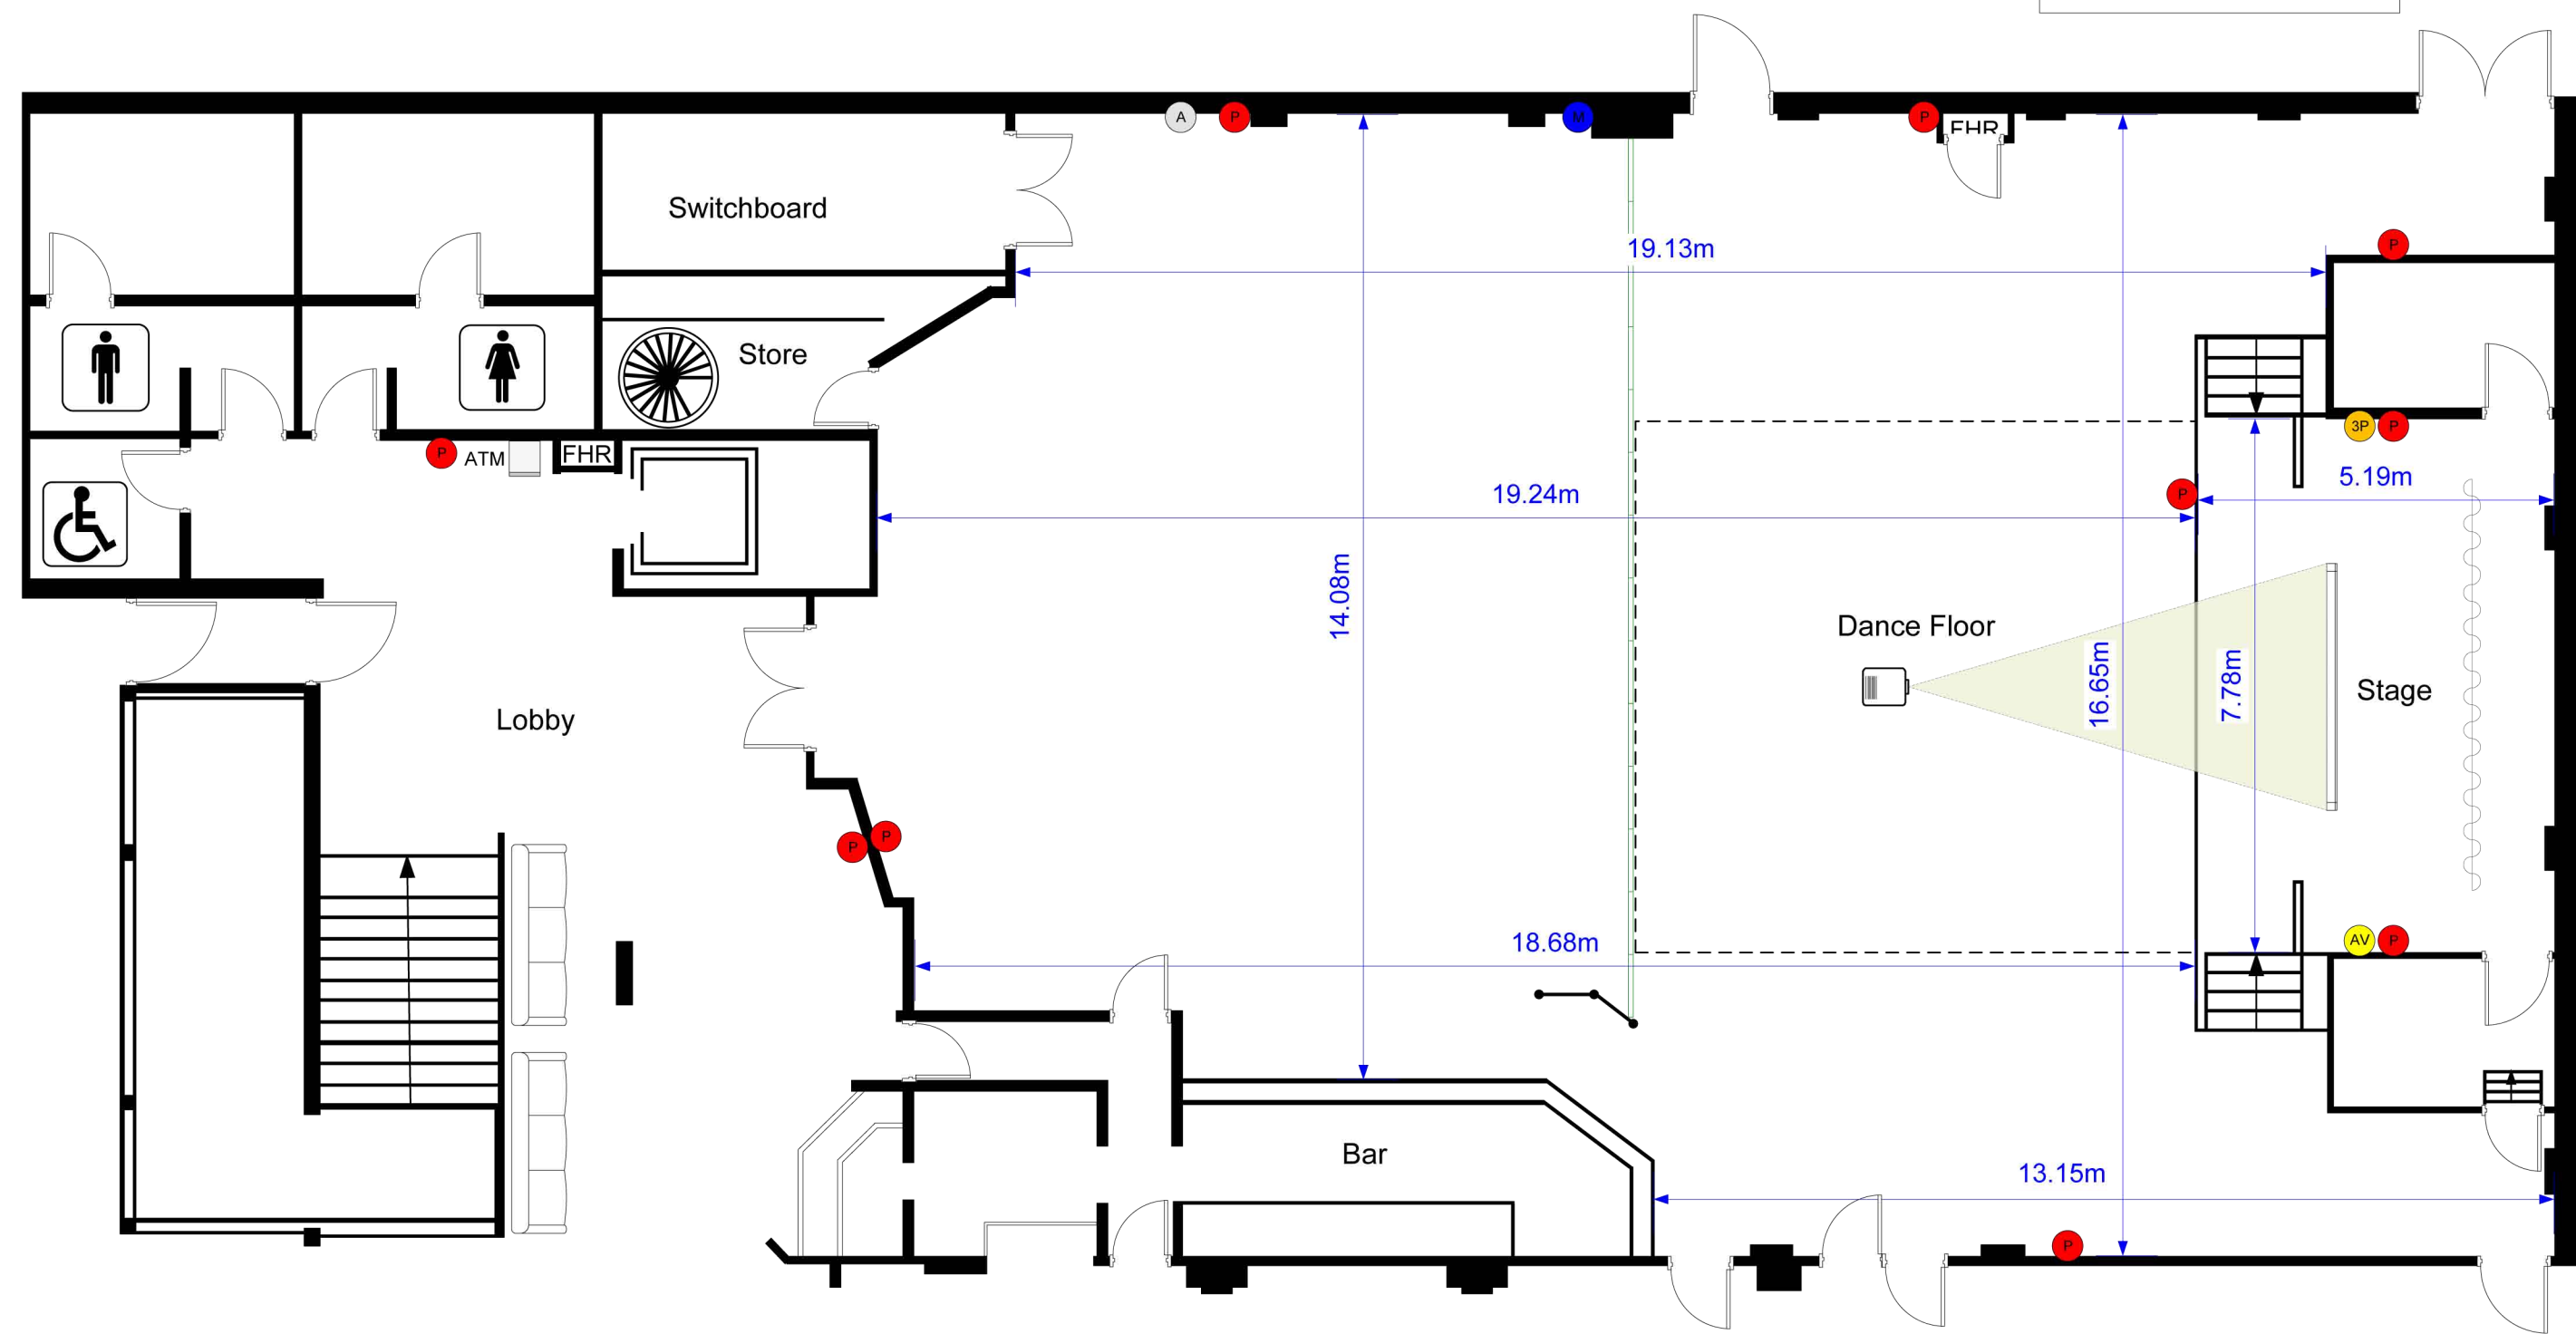 A
P
M
P
FHR
Switchboard
19.13m
P
Store
3P
P
P
ATM
FHR
5.19m
19.24m
P
14.08m
Dance Floor
16.65m
7.78m
Stage
Lobby
P
P
18.68m
AV
P
Bar
13.15m
P